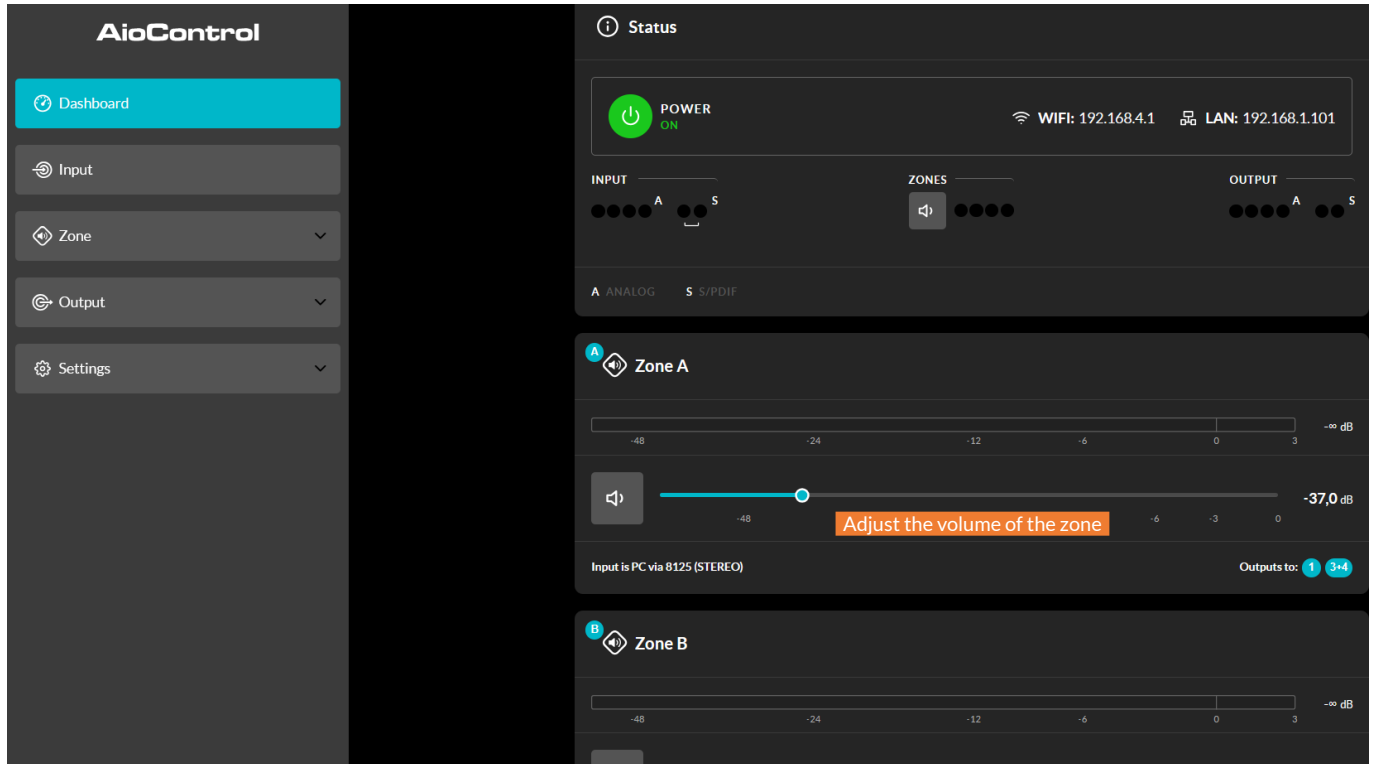 AioControl
Dashboard
Input
Zone
Output
Settings
Status
POWER
ON
WIFI: 192.168.4.1 LAN: 192.168.1.101
INPUT ZONES OUTPUT
A S A S
A ANALOG S S/PDIF
A
Zone A
-∞ dB
-48 -24 -12 -6 0 3
-37,0 dB
-48 -6 -3 0
Adjust the volume of the zone
Input is PC via 8125 (STEREO) Outputs to: 1 3+4
B
Zone B
-∞ dB
-48 -24 -12 -6 0 3